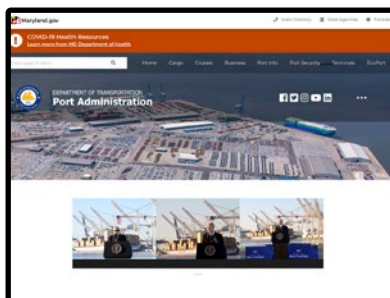 Maryland.gov
State Directory State Agencies Translate
COVID-19 Health Resources
Learn more from MD Department of Health
Home Cargo Cruises Business Port Info Port Security Terminals EcoPort
DEPARTMENT OF TRANSPORTATION
Port Administration